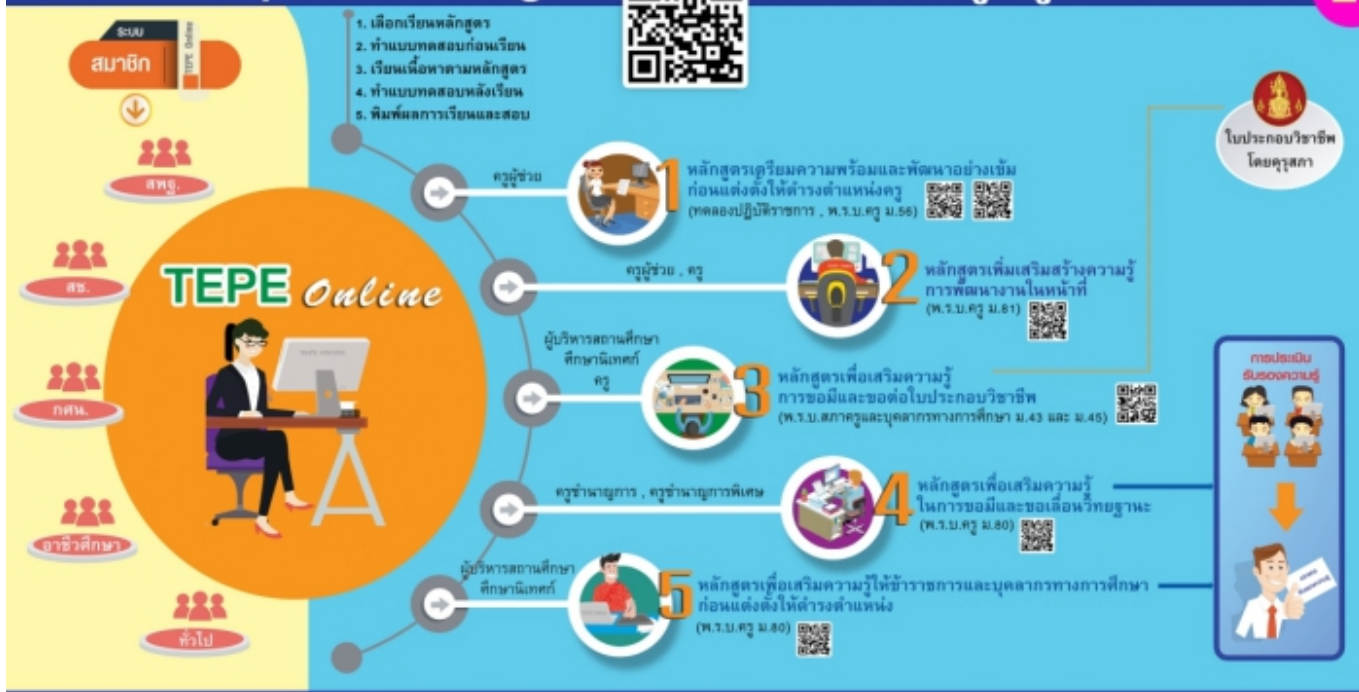 ระบบ
สมาชิก
TEPE Online
1. เลือกเรียนหลักสูตร
2. ทำแบบทดสอบก่อนเรียน
3. เรียนเนื้อหาตามหลักสูตร
4. ทำแบบทดสอบหลังเรียน
5. พิมพ์ผลการเรียนและสอบ
สพฐ.
สช.
กศน.
อาชีวศึกษา
ทั่วไป
TEPE Online
ครูผู้ช่วย
1
หลักสูตรเตรียมความพร้อมและพัฒนาอย่างเข้ม
ก่อนแต่งตั้งให้ดำรงตำแหน่งครู
(ทดลองปฏิบัติราชการ , พ.ร.บ.ครู ม.56)
ครูผู้ช่วย , ครู
2
หลักสูตรเพิ่มเสริมสร้างความรู้
การพัฒนางานในหน้าที่
(พ.ร.บ.ครู ม.81)
ผู้บริหารสถานศึกษา
ศึกษานิเทศก์
ครู
3
หลักสูตรเพื่อเสริมความรู้
การขอมีและขอต่อใบประกอบวิชาชีพ
(พ.ร.บ.สภาครูและบุคลากรทางการศึกษา ม.43 และ ม.45)
ครูชำนาญการ , ครูชำนาญการพิเศษ
4
หลักสูตรเพื่อเสริมความรู้
ในการขอมีและขอเลื่อนวิทยฐานะ
(พ.ร.บ.ครู ม.80)
ผู้บริหารสถานศึกษา
ศึกษานิเทศก์
5
หลักสูตรเพื่อเสริมความรู้ให้ข้าราชการและบุคลากรทางการศึกษา
ก่อนแต่งตั้งให้ดำรงตำแหน่ง
(พ.ร.บ.ครู ม.80)
ใบประกอบวิชาชีพ
โดยคุรุสภา
การประเมิน
รับรองความรู้